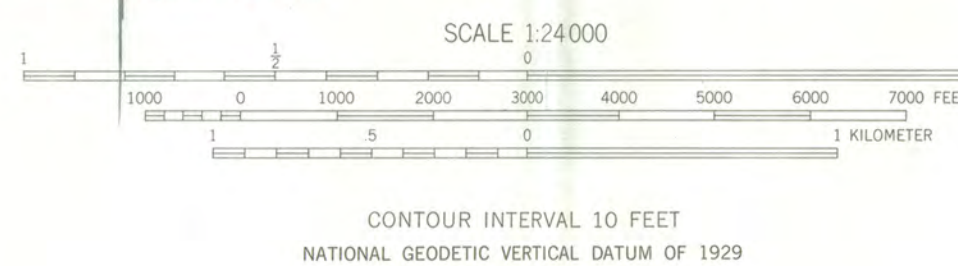 SCALE 1:24000
1 ½ 0
1000 0 1000 2000 3000 4000 5000 6000 7000 FEE
1 .5 0 1 KILOMETER
CONTOUR INTERVAL 10 FEET
NATIONAL GEODETIC VERTICAL DATUM OF 1929